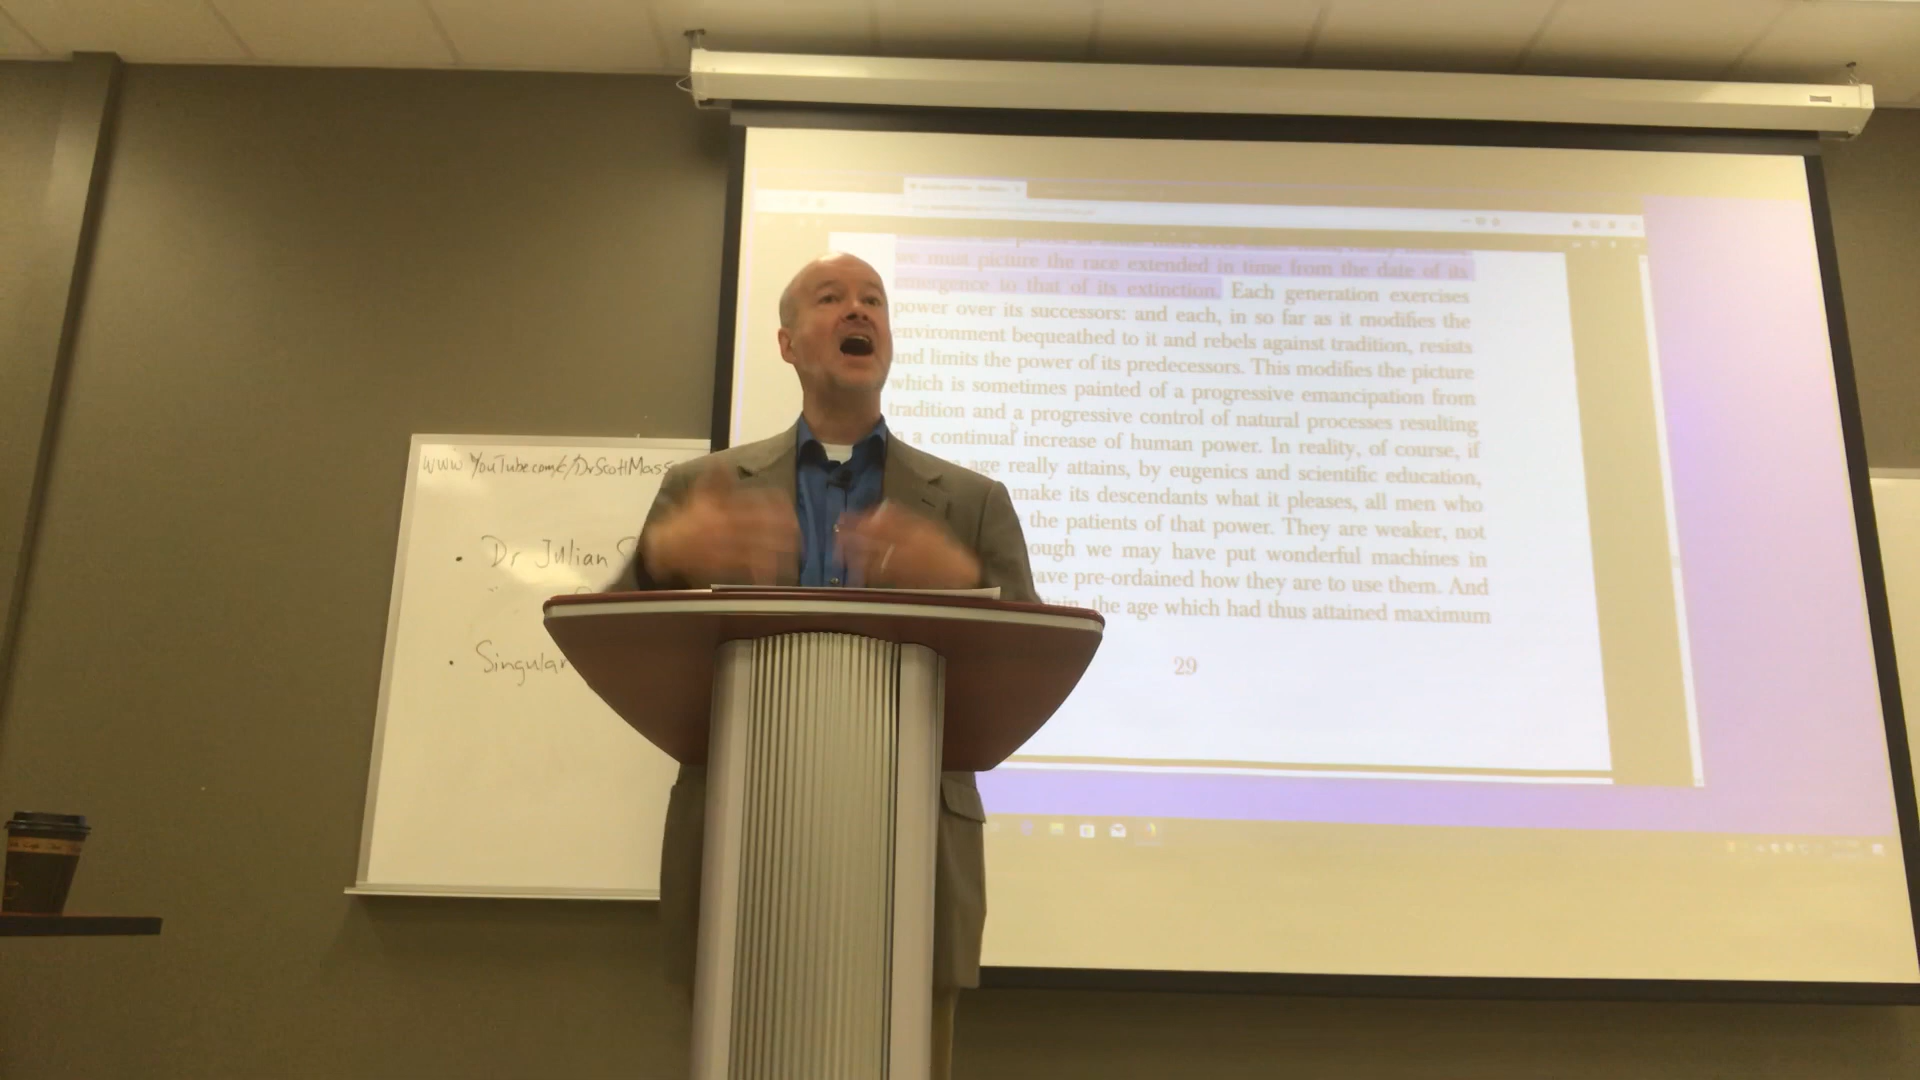 www YouTube.com/c/DrScottMass
• Dr Julian
• Singular
we must picture the race extended in time from the date of its
emergence to that of its extinction. Each generation exercises
power over its successors: and each, in so far as it modifies the
environment bequeathed to it and rebels against tradition, resists
and limits the power of its predecessors. This modifies the picture
which is sometimes painted of a progressive emancipation from
tradition and a progressive control of natural processes resulting
a continual increase of human power. In reality, of course, if
age really attains, by eugenics and scientific education,
make its descendants what it pleases, all men who
the patients of that power. They are weaker, not
ough we may have put wonderful machines in
ave pre-ordained how they are to use them. And
the age which had thus attained maximum
29